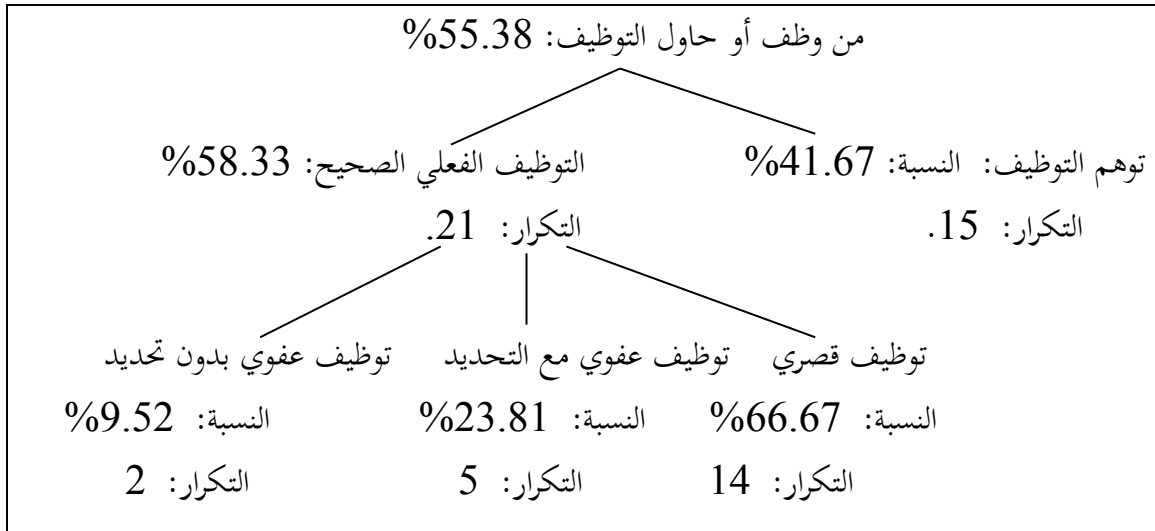 من وظف أو حاول التوظيف: 55.38%
توهم التوظيف: النسبة: 41.67% التوظيف الفعلي الصحيح: 58.33%
التكرار: 15. التكرار: 21.
توظيف قصري توظيف عفوي مع التحديد توظيف عفوي بدون تحديد
النسبة: 66.67% النسبة: 23.81% النسبة: 9.52%
التكرار: 14 التكرار: 5 التكرار: 2